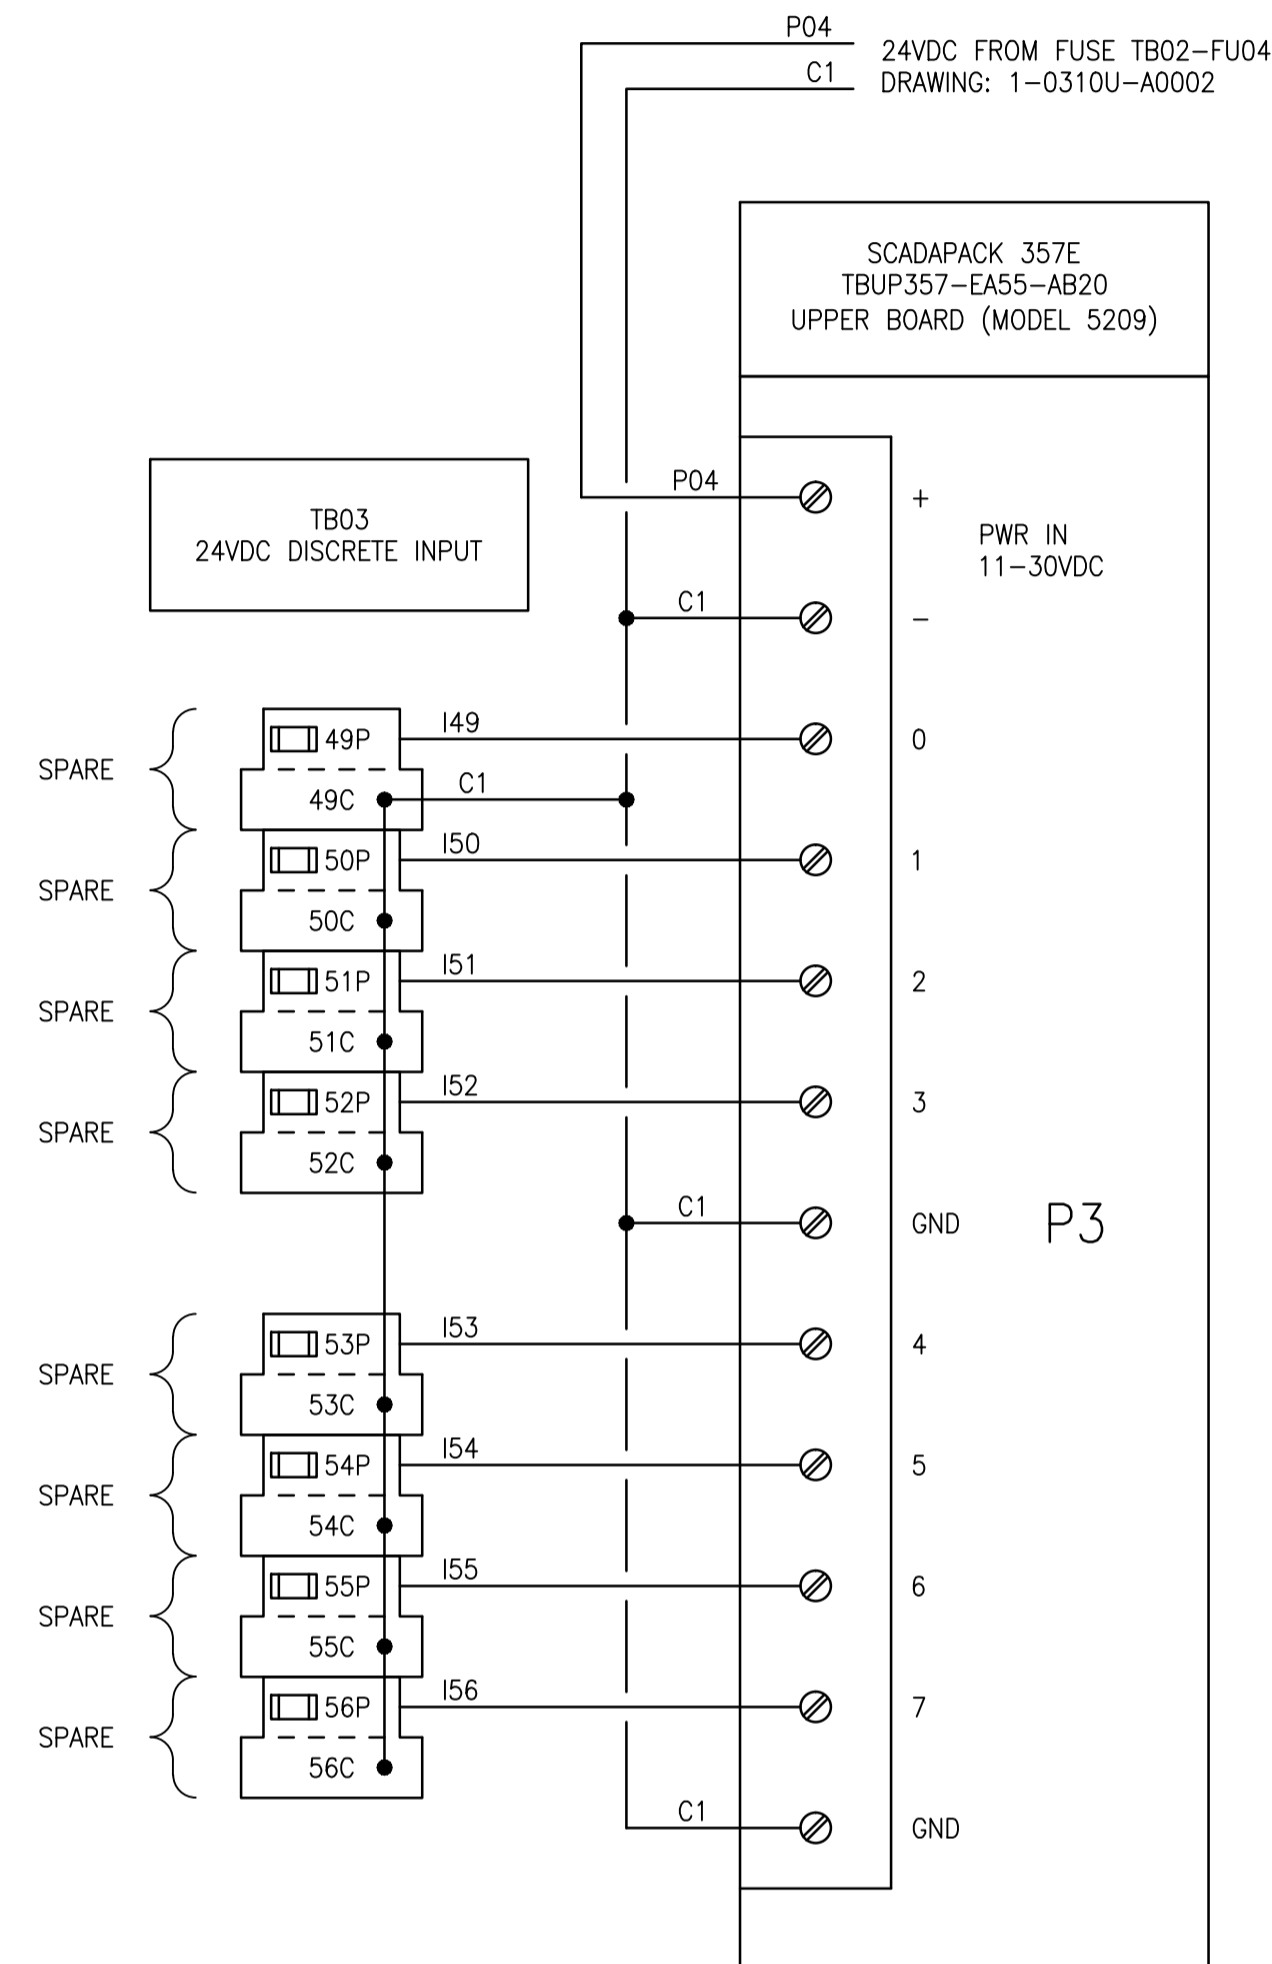 P04
24VDC FROM FUSE TB02-FU04
C1
DRAWING: 1-0310U-A0002
SCADAPACK 357E
TBUP357-EA55-AB20
UPPER BOARD (MODEL 5209)
TB03
24VDC DISCRETE INPUT
P04
+
PWR IN
11-30VDC
C1
-
SPARE
49P
I49
0
49C
C1
SPARE
50P
I50
1
50C
SPARE
51P
I51
2
51C
SPARE
52P
I52
3
52C
C1
GND
P3
SPARE
53P
I53
4
53C
SPARE
54P
I54
5
54C
SPARE
55P
I55
6
55C
SPARE
56P
I56
7
56C
C1
GND